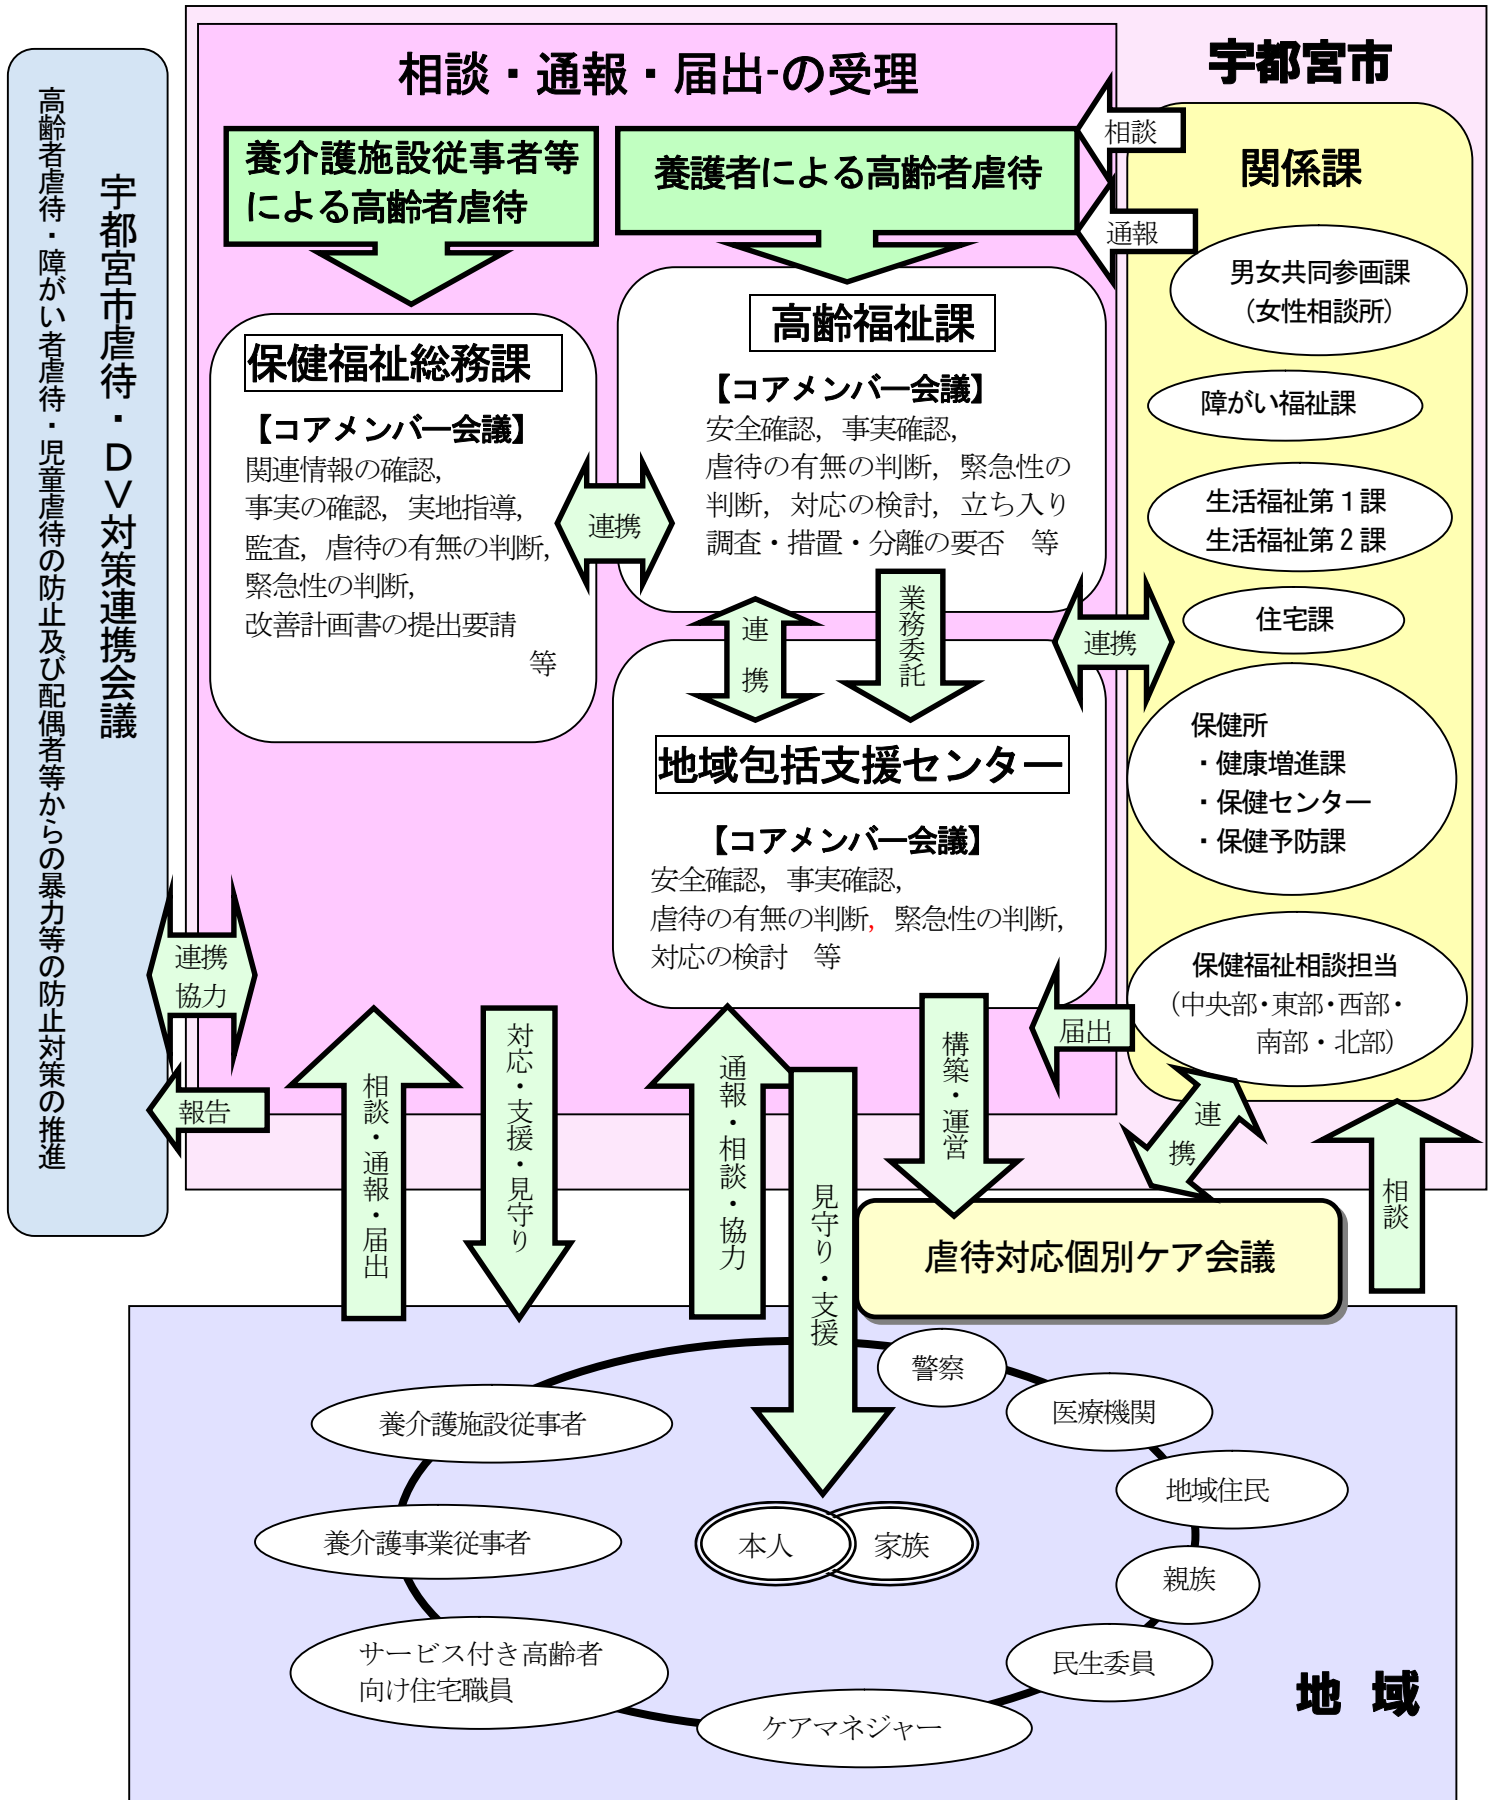 宇都宮市虐待・DV対策連携会議
高齢者虐待・障がい者虐待・児童虐待の防止及び配偶者等からの暴力等の防止対策の推進
宇都宮市
相談・通報・届出-の受理
養介護施設従事者等
による高齢者虐待
養護者による高齢者虐待
相談
通報
保健福祉総務課
【コアメンバー会議】
関連情報の確認,
事実の確認, 実地指導,
監査, 虐待の有無の判断,
緊急性の判断,
改善計画書の提出要請
等
連携
高齢福祉課
【コアメンバー会議】
安全確認, 事実確認,
虐待の有無の判断, 緊急性の
判断, 対応の検討, 立ち入り
調査・措置・分離の要否 等
連携
業務委託
連携
地域包括支援センター
【コアメンバー会議】
安全確認, 事実確認,
虐待の有無の判断, 緊急性の判断,
対応の検討 等
関係課
男女共同参画課
(女性相談所)
障がい福祉課
生活福祉第1課
生活福祉第2課
住宅課
保健所
・健康増進課
・保健センター
・保健予防課
保健福祉相談担当
(中央部・東部・西部・
南部・北部)
届出
連携
協力
報告
相談・通報・届出
対応・支援・見守り
通報・相談・協力
見守り・支援
構築・運営
連携
相談
虐待対応個別ケア会議
警察
医療機関
地域住民
親族
民生委員
ケアマネジャー
サービス付き高齢者
向け住宅職員
養介護事業従事者
養介護施設従事者
本人
家族
地 域